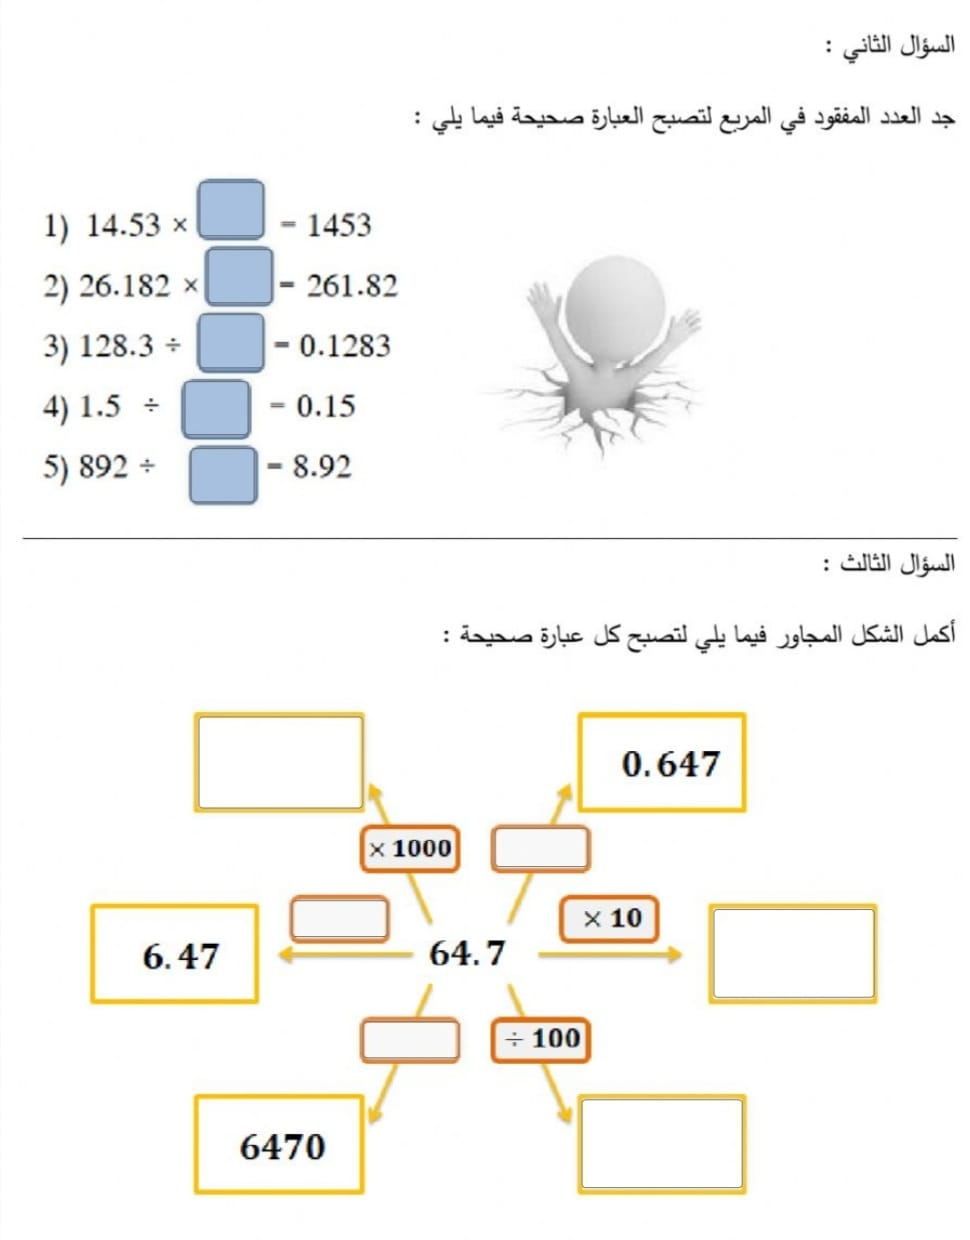 السؤال الثاني :
جد العدد المفقود في المربع لتصبح العبارة صحيحة فيما يلي :
1) 14.53 × = 1453
2) 26.182 × = 261.82
3) 128.3 ÷ = 0.1283
4) 1.5 ÷ = 0.15
5) 892 ÷ = 8.92
السؤال الثالث :
أكمل الشكل المجاور فيما يلي لتصبح كل عبارة صحيحة :
0.647
× 1000
× 10
6.47
64.7
÷ 100
6470